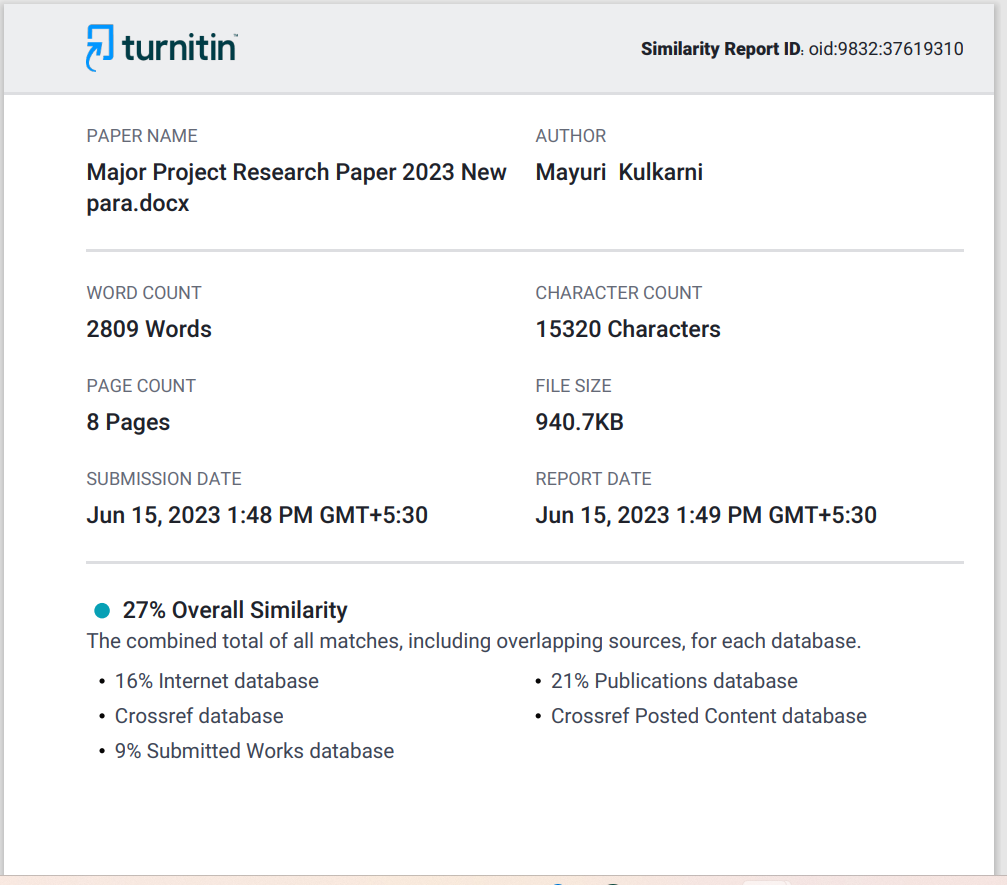 turnitin™
Similarity Report ID: oid:9832:37619310
PAPER NAME
Major Project Research Paper 2023 New
para.docx
AUTHOR
Mayuri  Kulkarni
WORD COUNT
2809 Words
CHARACTER COUNT
15320 Characters
PAGE COUNT
8 Pages
FILE SIZE
940.7KB
SUBMISSION DATE
Jun 15, 2023 1:48 PM GMT+5:30
REPORT DATE
Jun 15, 2023 1:49 PM GMT+5:30
27% Overall Similarity
The combined total of all matches, including overlapping sources, for each database.
• 16% Internet database
• 21% Publications database
• Crossref database
• Crossref Posted Content database
• 9% Submitted Works database